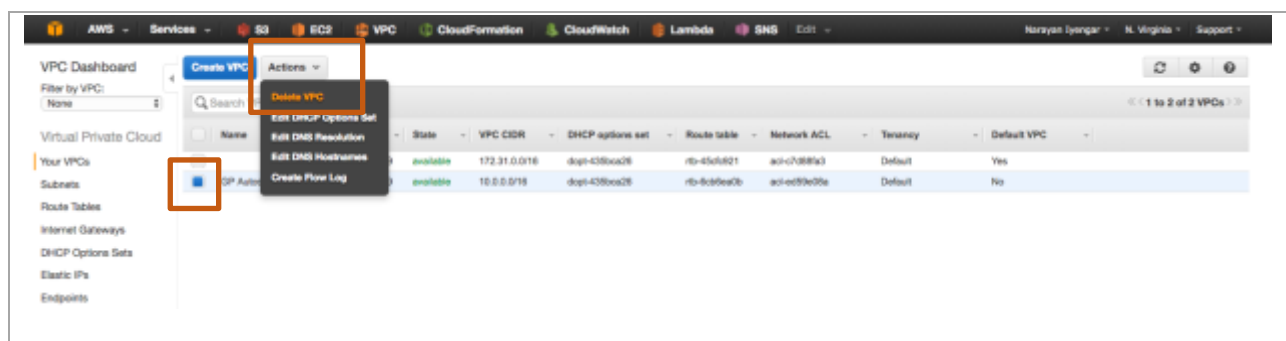 AWS Services S3 EC2 VPC CloudFormation CloudWatch Lambda SNS Edit Narayan Iyengar N. Virginia Support
VPC Dashboard
Filter by VPC:
None
Create VPC Actions
Search
1 to 2 of 2 VPCs
Delete VPC
Edit DHCP Options Set
Edit DNS Resolution
Edit DNS Hostnames
Create Flow Log
Virtual Private Cloud
Your VPCs
Subnets
Route Tables
Internet Gateways
DHCP Options Sets
Elastic IPs
Endpoints
Name State VPC CIDR DHCP options set Route table Network ACL Tenancy Default VPC
available 172.31.0.0/16 Default Yes
available 10.0.0.0/16 Default No